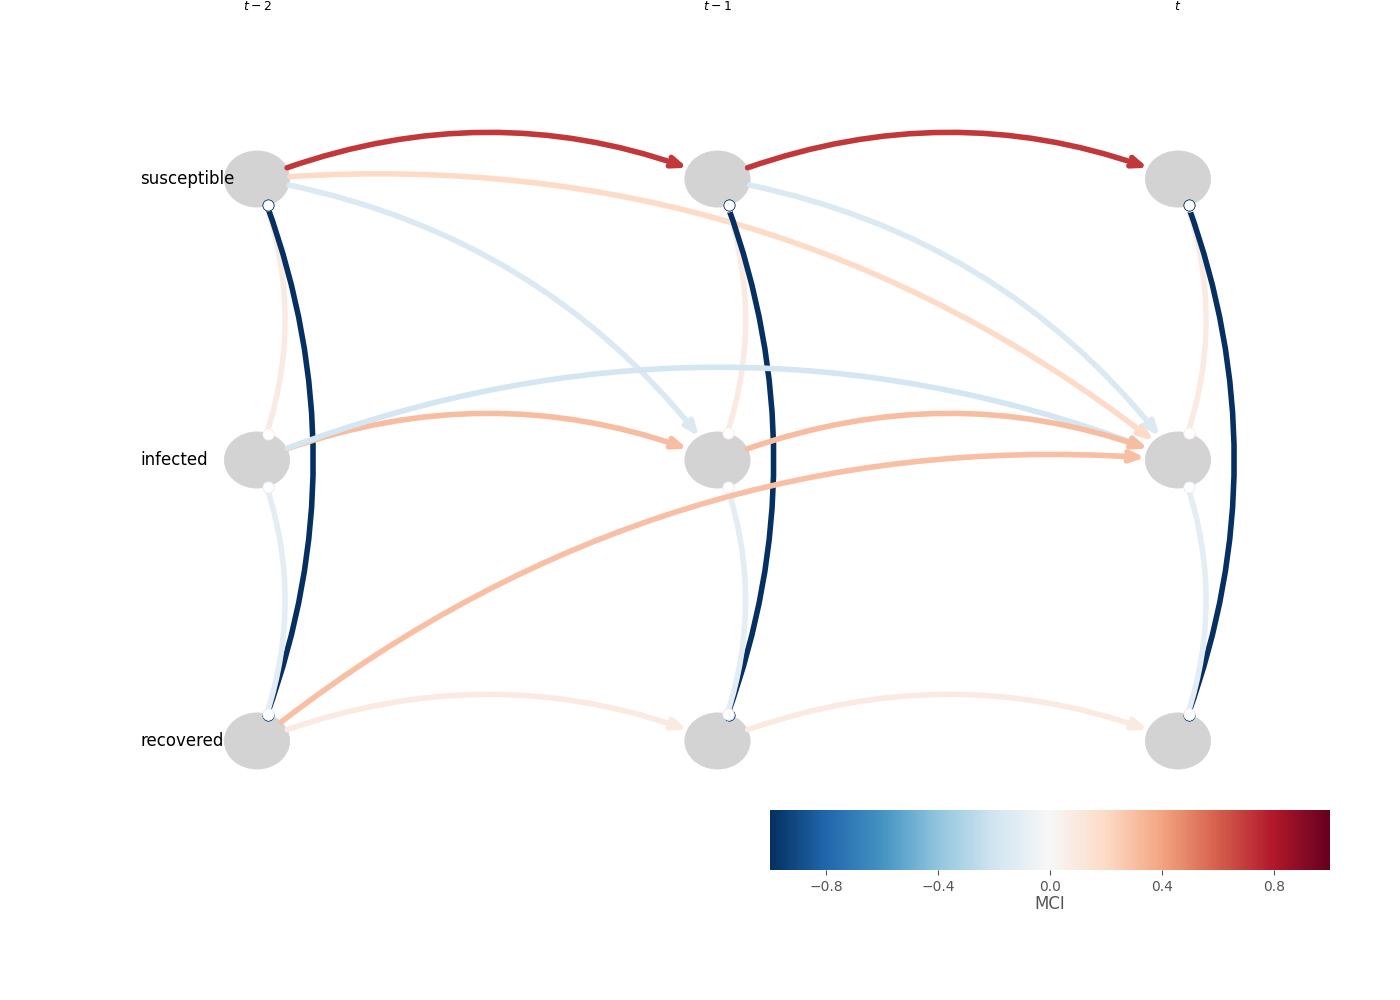 t − 2 t − 1 t
susceptible
infected
recovered
−0.8 −0.4 0.0 0.4 0.8
MCI